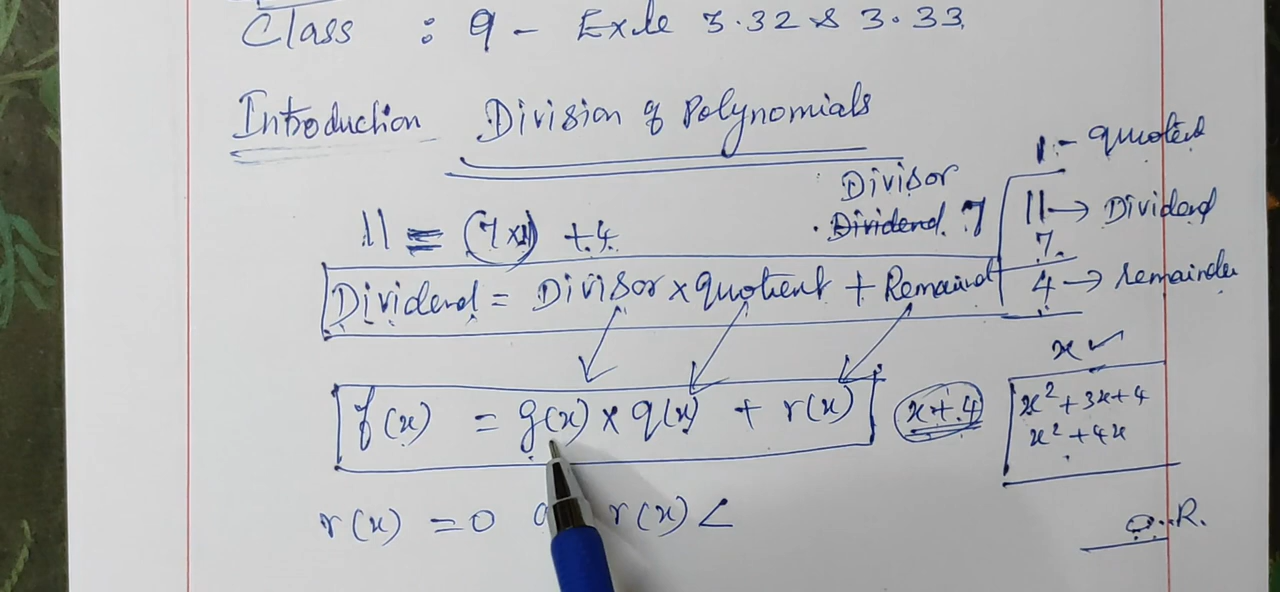 Class : 9 - Exle 3.32 & 3.33
Introduction Division of Polynomials
1 - quotient
Divisor
11 = (7x1) + 4
Dividend 7
11 → Dividend
7
Dividend = Divisor x quotient + Remaind
4 → remainder
x ✓
f(x) = g(x) x q(x) + r(x)
x + 4
x² + 3x + 4
x² + 4x
r(x) = 0 r(x) <
R.